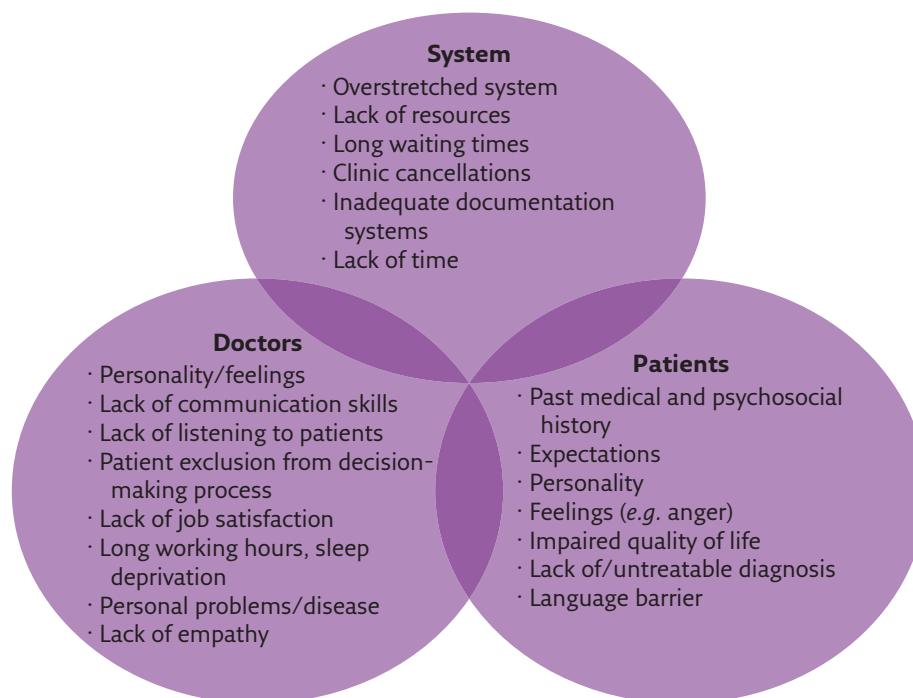 System
· Overstretched system
· Lack of resources
· Long waiting times
· Clinic cancellations
· Inadequate documentation
systems
· Lack of time
Doctors
· Personality/feelings
· Lack of communication skills
· Lack of listening to patients
· Patient exclusion from decision-
making process
· Lack of job satisfaction
· Long working hours, sleep
deprivation
· Personal problems/disease
· Lack of empathy
Patients
· Past medical and psychosocial
history
· Expectations
· Personality
· Feelings (e.g. anger)
· Impaired quality of life
· Lack of/untreatable diagnosis
· Language barrier